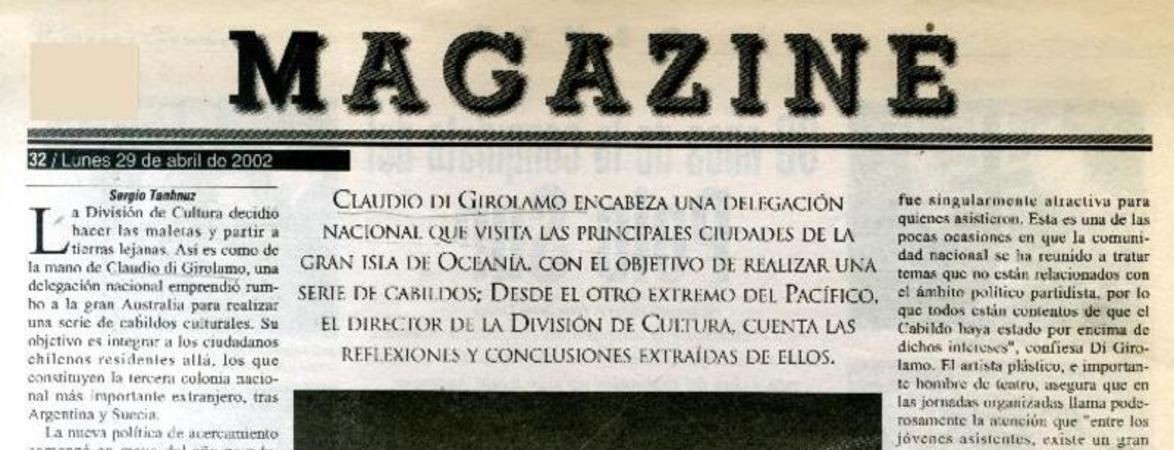 MAGAZINE
32 / Lunes 29 de abril de 2002
Sergio Tanhnuz
La División de Cultura decidió
hacer las maletas y partir a
tierras lejanas. Así es como de
la mano de Claudio di Girolamo, una
delegación nacional emprendió rum-
bo a la gran Australia para realizar
una serie de cabildos culturales. Su
objetivo es integrar a los ciudadanos
chilenos residentes allá, los que
constituyen la tercera colonia nacio-
nal más importante extranjero, tras
Argentina y Suecia.
La nueva política de acercamiento
CLAUDIO DI GIROLAMO ENCABEZA UNA DELEGACIÓN
NACIONAL QUE VISITA LAS PRINCIPALES CIUDADES DE LA
GRAN ISLA DE OCEANÍA, CON EL OBJETIVO DE REALIZAR UNA
SERIE DE CABILDOS; DESDE EL OTRO EXTREMO DEL PACÍFICO,
EL DIRECTOR DE LA DIVISIÓN DE CULTURA, CUENTA LAS
REFLEXIONES Y CONCLUSIONES EXTRAÍDAS DE ELLOS.
fue singularmente atractiva para
quienes asistieron. Esta es una de las
pocas ocasiones en que la comuni-
dad nacional se ha reunido a tratar
temas que no están relacionados con
el ámbito político partidista, por lo
que todos están contentos de que el
Cabildo haya estado por encima de
dichos intereses", confiesa Di Giro-
lamo. El artista plástico, e importan-
te hombre de teatro, asegura que en
las jornadas organizadas llama pode-
rosamente la atención que "entre los
jóvenes asistentes, existe un gran